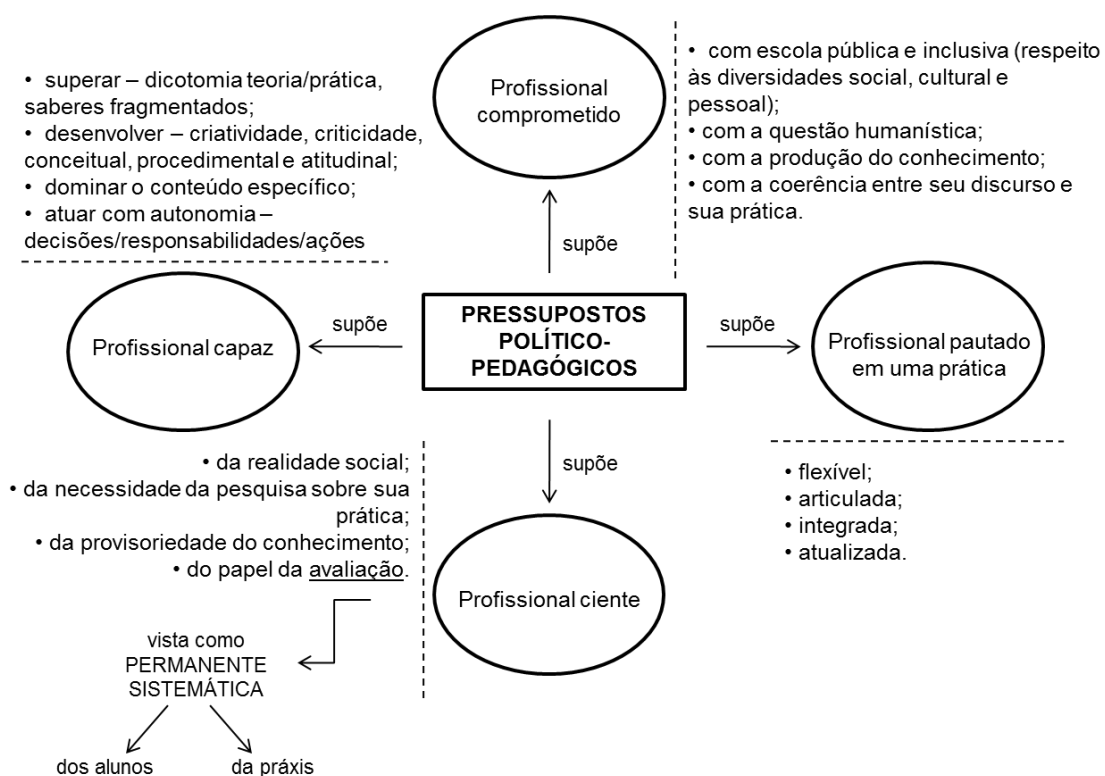 • superar – dicotomia teoria/prática,
saberes fragmentados;
• desenvolver – criatividade, criticidade,
conceitual, procedimental e atitudinal;
• dominar o conteúdo específico;
• atuar com autonomia –
decisões/responsabilidades/ações
Profissional
comprometido
• com escola pública e inclusiva (respeito
às diversidades social, cultural e
pessoal);
• com a questão humanística;
• com a produção do conhecimento;
• com a coerência entre seu discurso e
sua prática.
supõe
Profissional capaz
supõe
PRESSUPOSTOS
POLÍTICO-
PEDAGÓGICOS
supõe
Profissional pautado
em uma prática
supõe
• da realidade social;
• da necessidade da pesquisa sobre sua
prática;
• da provisoriedade do conhecimento;
• do papel da avaliação.
• flexível;
• articulada;
• integrada;
• atualizada.
Profissional ciente
vista como
PERMANENTE
SISTEMÁTICA
dos alunos
da práxis